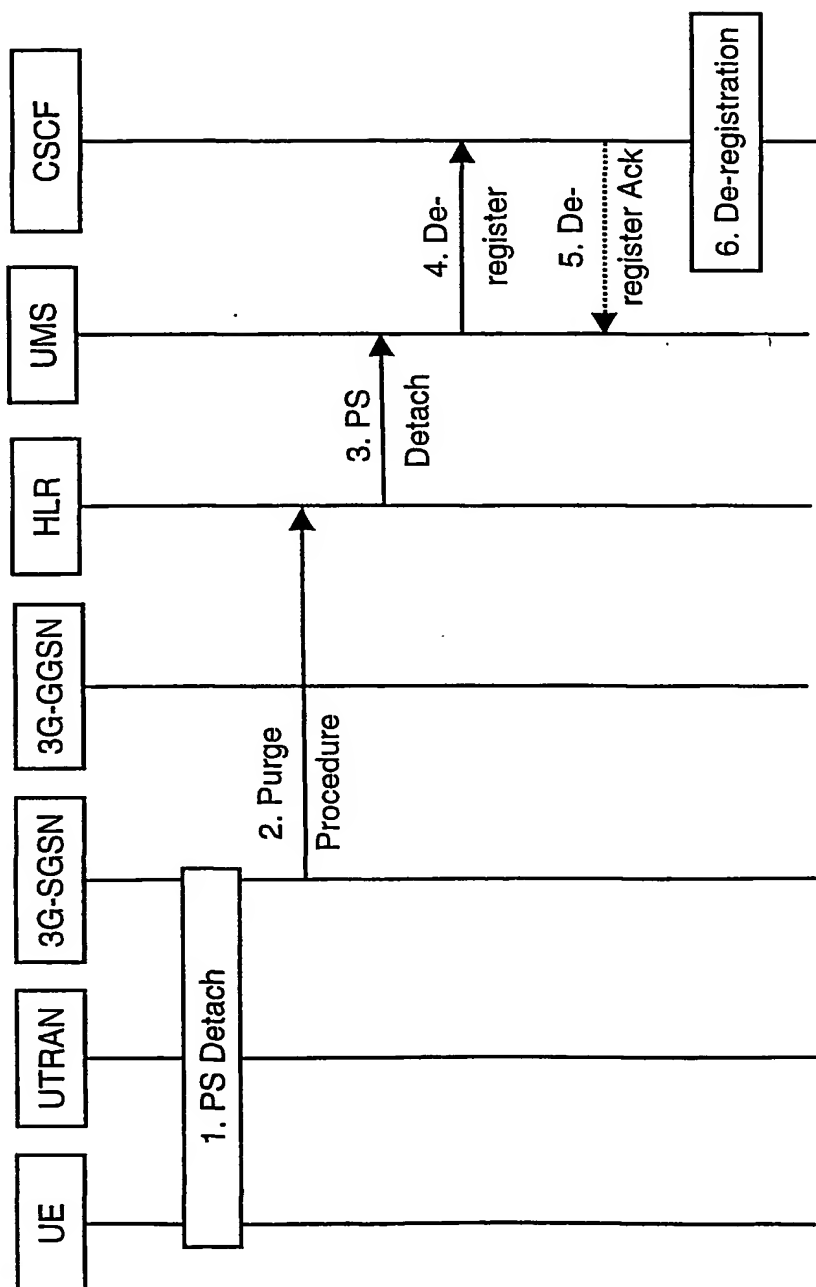 UE
UTRAN
3G-SGSN
3G-GGSN
HLR
UMS
CSCF
1. PS Detach
2. Purge
Procedure
3. PS
Detach
4. De-
register
5. De-
register Ack
6. De-registration